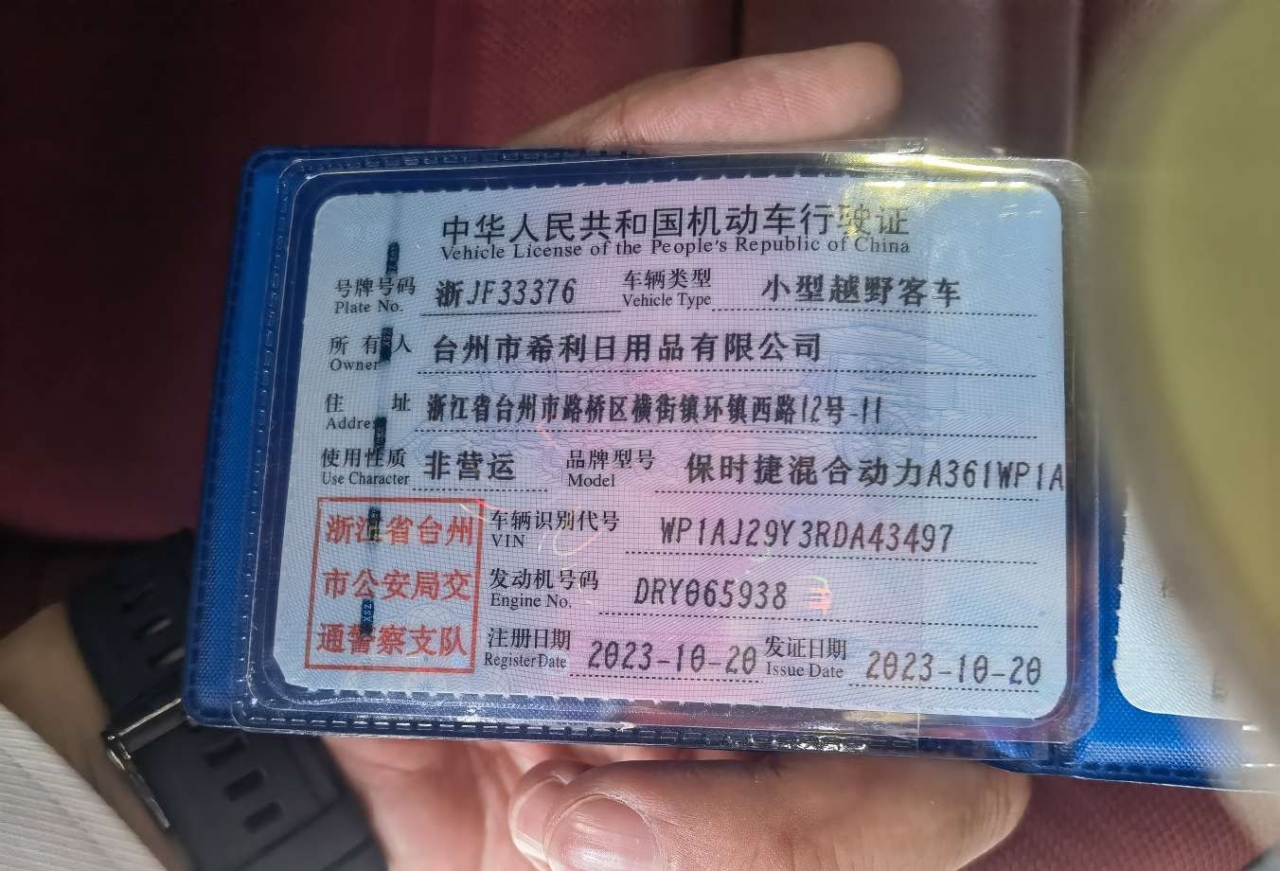 中华人民共和国机动车行驶证
Vehicle License of the People's Republic of China
号牌号码 浙JF33376 车辆类型 小型越野客车
Plate No. Vehicle Type
所有人 台州市希利日用品有限公司
Owner
住址 浙江省台州市路桥区横街镇环镇西路12号-11
Addre
使用性质 非营运 品牌型号 保时捷混合动力A361WP1A
Use Character Model
浙江省台州
市公安局交
通警察支队
车辆识别代号 WP1AJ29Y3RDA43497
VIN
发动机号码 DRY065938
Engine No.
注册日期 2023-10-20 发证日期 2023-10-20
Register Date Issue Date